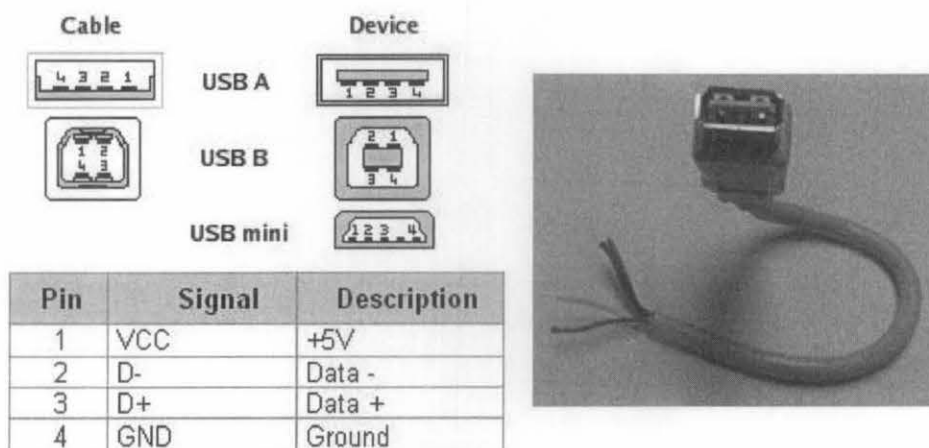 Cable Device
4 3 2 1 USB A 1 2 3 4
1 2 USB B 2 1
4 3 3 4
USB mini 1 2 3 4
Pin Signal Description
1 VCC +5V
2 D- Data -
3 D+ Data +
4 GND Ground